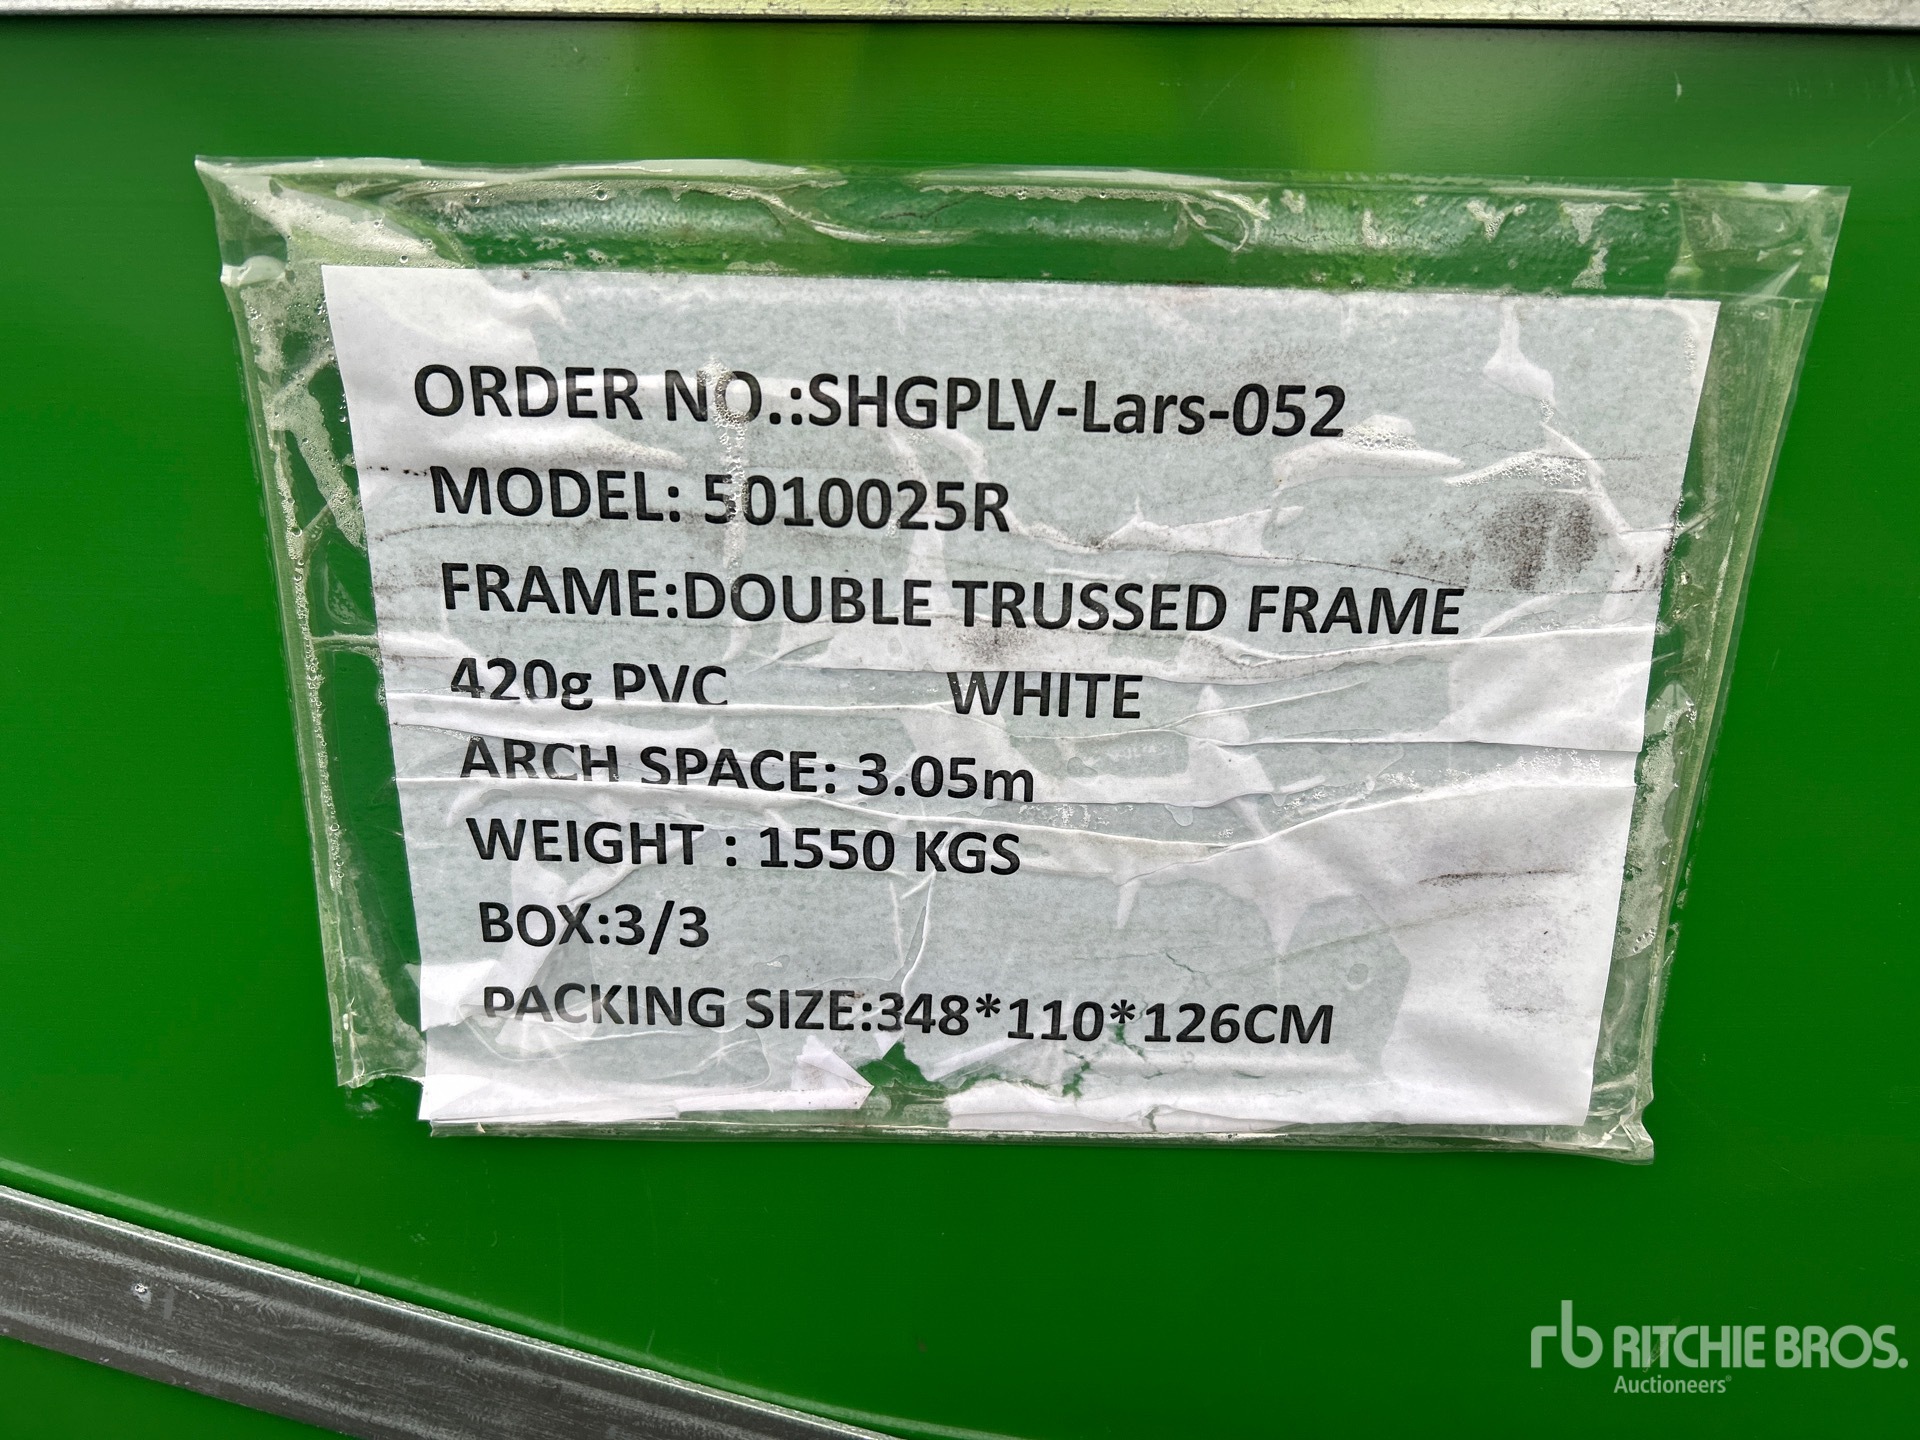 ORDER NO.:SHGPLV-Lars-052
MODEL: 5010025R
FRAME:DOUBLE TRUSSED FRAME
420g PVC WHITE
ARCH SPACE: 3.05m
WEIGHT : 1550 KGS
BOX:3/3
PACKING SIZE:348*110*126CM
rb RITCHIE BROS.
Auctioneers®